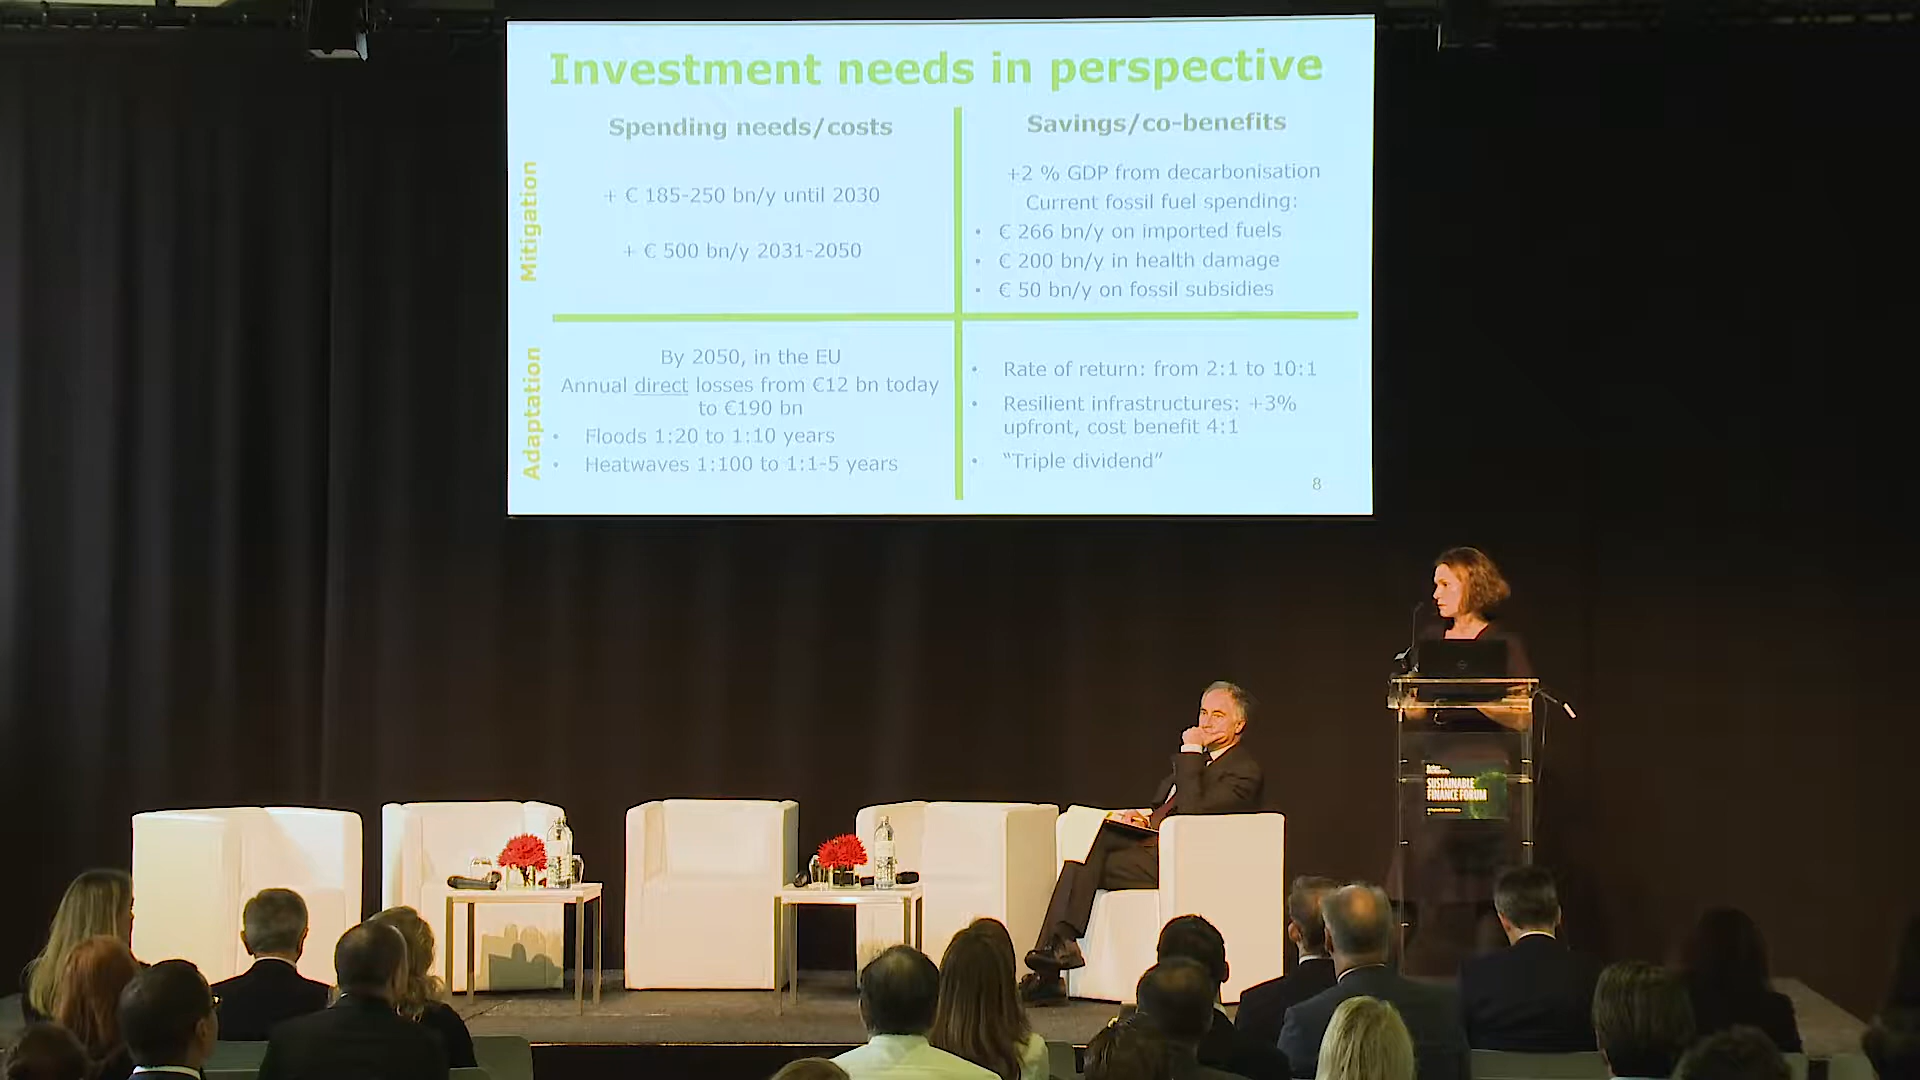 Investment needs in perspective
Spending needs/costs
Savings/co-benefits
Mitigation
+ € 185-250 bn/y until 2030
+ € 500 bn/y 2031-2050
+2 % GDP from decarbonisation
Current fossil fuel spending:
• € 266 bn/y on imported fuels
• € 200 bn/y in health damage
• € 50 bn/y on fossil subsidies
Adaptation
By 2050, in the EU
Annual direct losses from €12 bn today
to €190 bn
• Floods 1:20 to 1:10 years
• Heatwaves 1:100 to 1:1-5 years
• Rate of return: from 2:1 to 10:1
• Resilient infrastructures: +3%
upfront, cost benefit 4:1
• “Triple dividend”
8
SUSTAINABLE
FINANCE FORUM